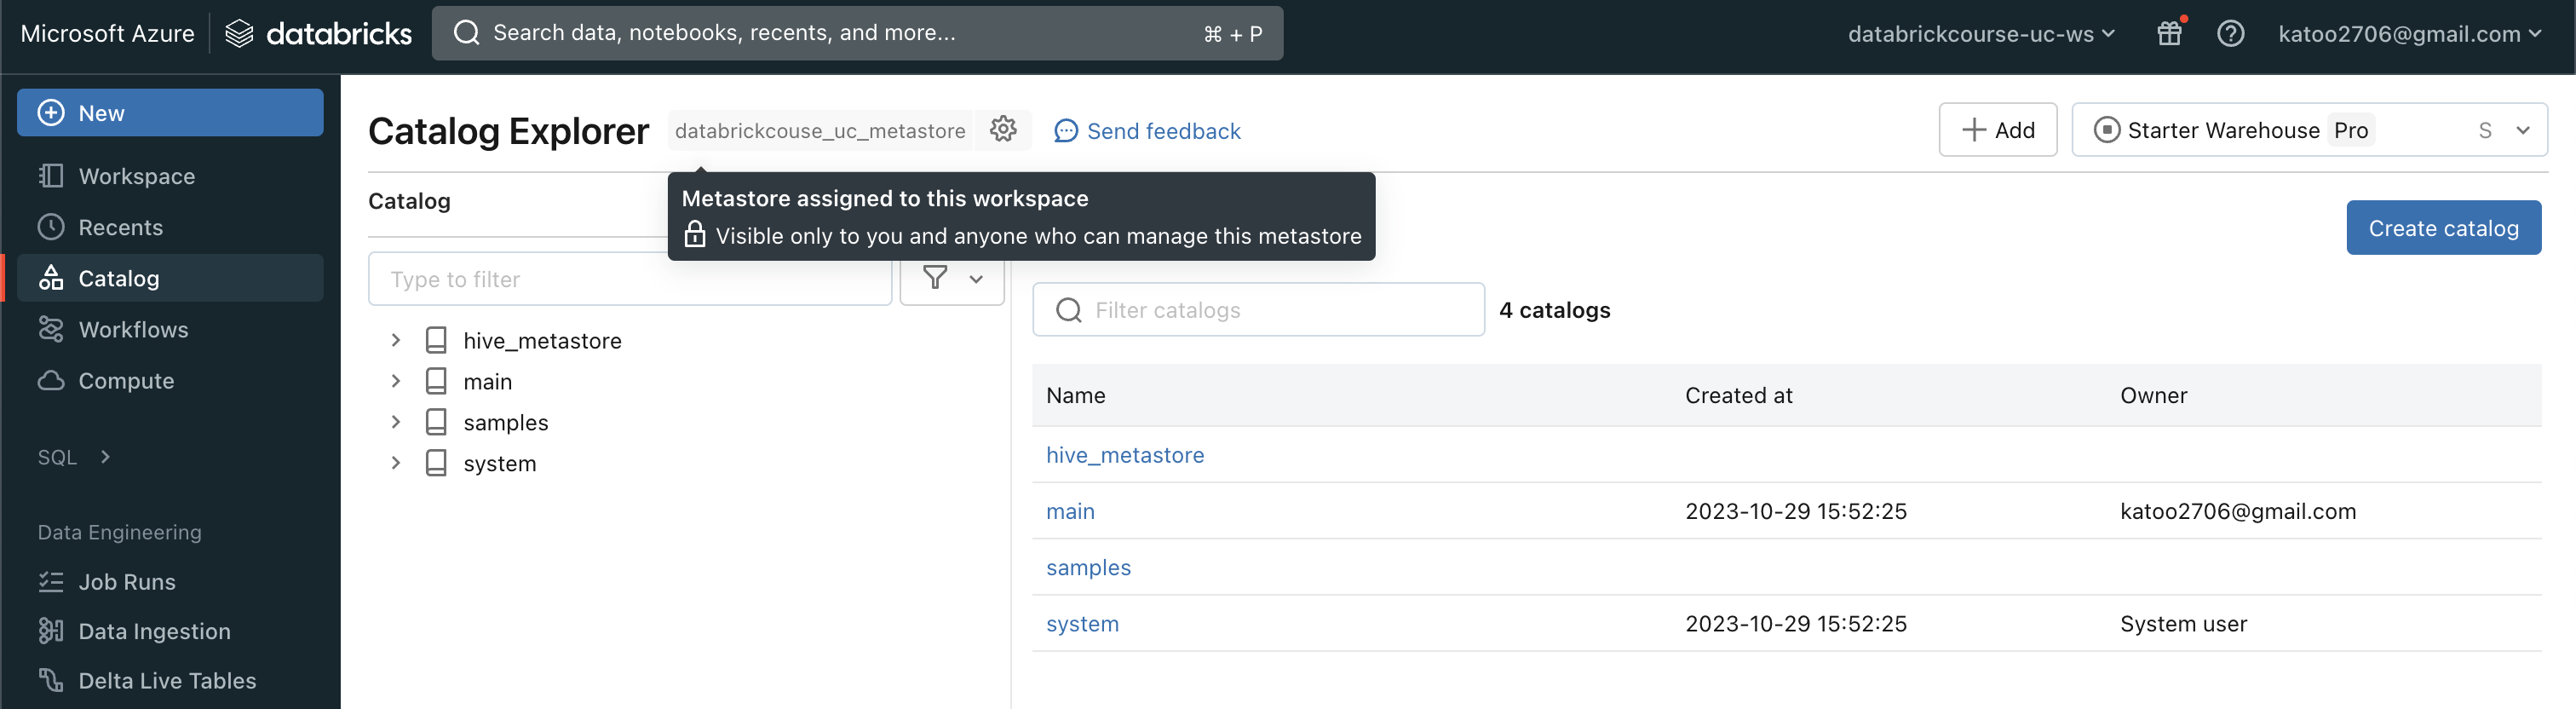 Microsoft Azure databricks Search data, notebooks, recents, and more... ⌘ + P databrickcourse-uc-ws katoo2706@gmail.com
New
Workspace
Recents
Catalog
Workflows
Compute
SQL
Data Engineering
Job Runs
Data Ingestion
Delta Live Tables
Catalog Explorer databrickcouse_uc_metastore Send feedback Add Starter Warehouse Pro S
Metastore assigned to this workspace
Visible only to you and anyone who can manage this metastore
Catalog
Type to filter
hive_metastore
main
samples
system
Create catalog
Filter catalogs 4 catalogs
Name Created at Owner
hive_metastore
main 2023-10-29 15:52:25 katoo2706@gmail.com
samples
system 2023-10-29 15:52:25 System user